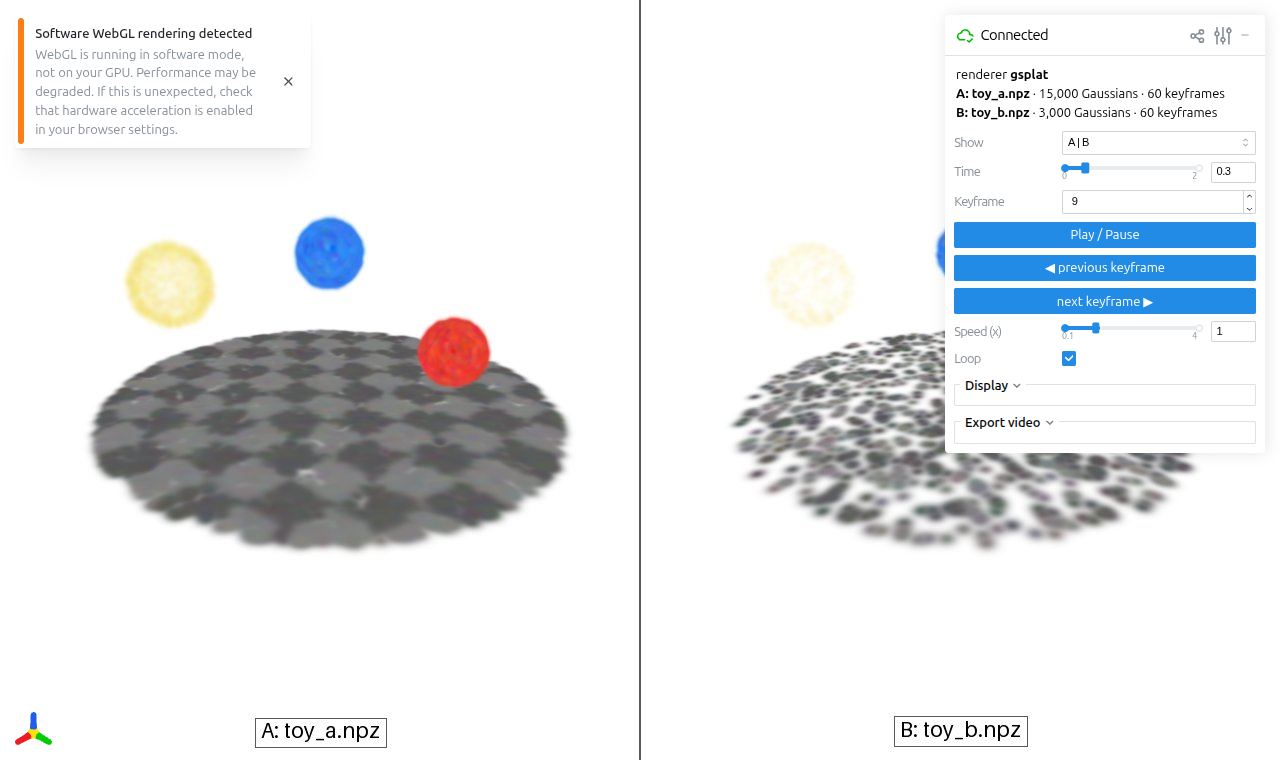 Software WebGL rendering detected
WebGL is running in software mode,
not on your GPU. Performance may be
degraded. If this is unexpected, check
that hardware acceleration is enabled
in your browser settings.
Connected
renderer gsplat
A: toy_a.npz · 15,000 Gaussians · 60 keyframes
B: toy_b.npz · 3,000 Gaussians · 60 keyframes
Show A|B
Time 0 2 0.3
Keyframe 9
Play / Pause
◀ previous keyframe
next keyframe ▶
Speed (x) 0.1 4 1
Loop
Display
Export video
A: toy_a.npz
B: toy_b.npz